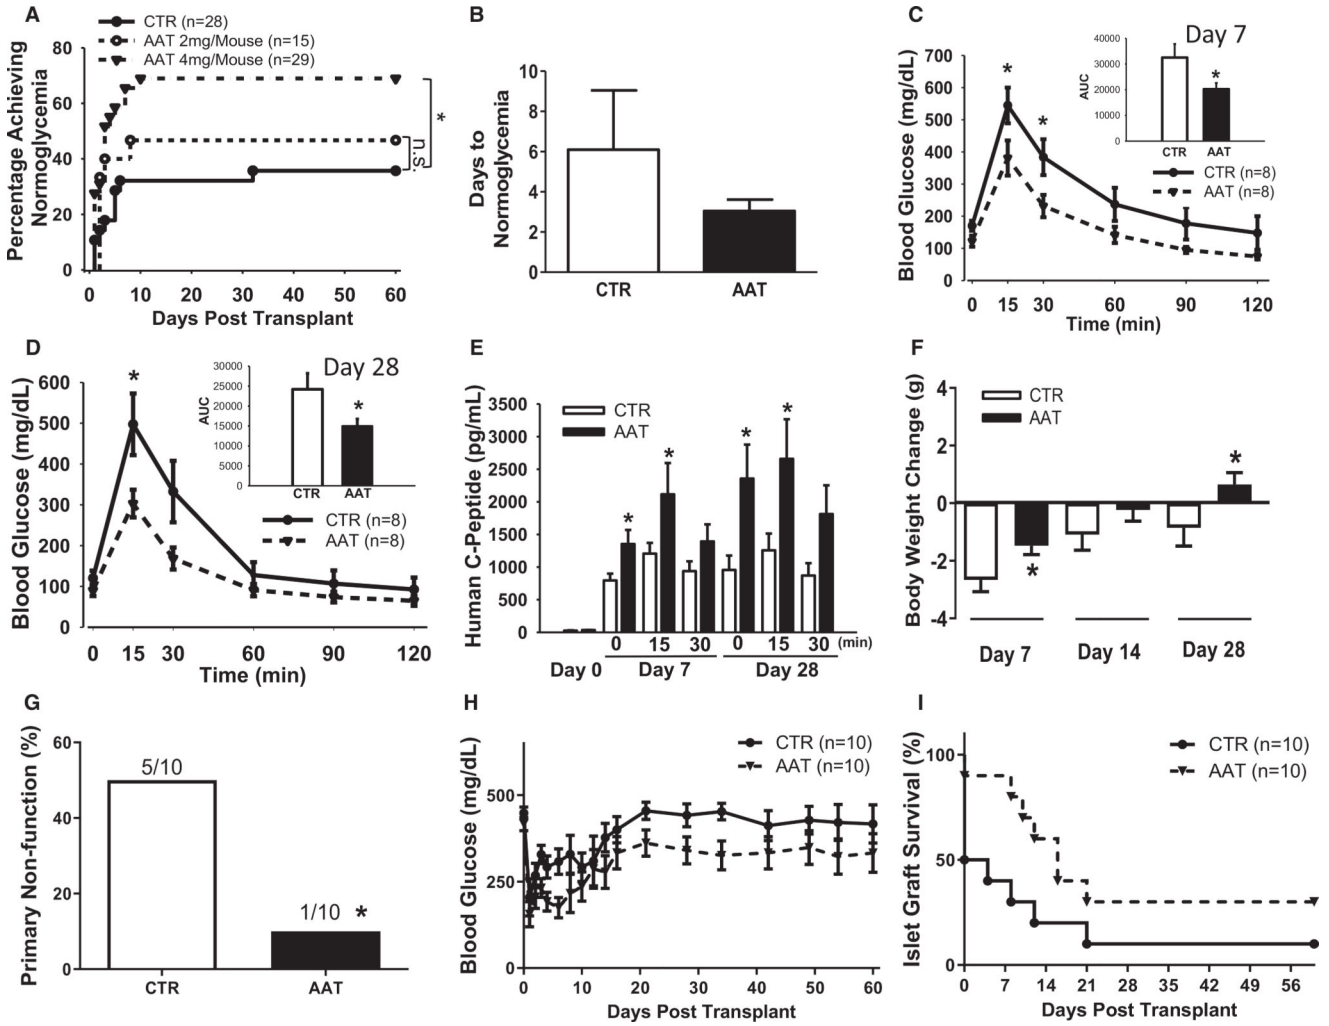 A
CTR (n=28)
AAT 2mg/Mouse (n=15)
AAT 4mg/Mouse (n=29)
Percentage Achieving
Normoglycemia
80
60
40
20
0
*
n.s.
0 10 20 30 40 50 60
Days Post Transplant
B
Days to
Normoglycemia
10
8
6
4
2
0
CTR AAT
C
Day 7
Blood Glucose (mg/dL)
700
600
500
400
300
200
100
0
* *
AUC
40000
30000
20000
10000
0
*
CTR AAT
CTR (n=8)
AAT (n=8)
0 15 30 60 90 120
Time (min)
D
Day 28
Blood Glucose (mg/dL)
600
500
400
300
200
100
0
*
AUC
30000
25000
20000
15000
10000
5000
0
*
CTR AAT
CTR (n=8)
AAT (n=8)
0 15 30 60 90 120
Time (min)
E
Human C-Peptide (pg/mL)
3500
3000
2500
2000
1500
1000
500
0
CTR
AAT
* * * *
0 15 30 0 15 30 (min)
Day 0 Day 7 Day 28
F
Body Weight Change (g)
4
2
0
-2
-4
CTR
AAT
* *
Day 7 Day 14 Day 28
G
Primary Non-function (%)
60
40
20
0
5/10
1/10 *
CTR AAT
H
Blood Glucose (mg/dL)
500
250
0
CTR (n=10)
AAT (n=10)
0 10 20 30 40 50 60
Days Post Transplant
I
Islet Graft Survival (%)
100
50
0
CTR (n=10)
AAT (n=10)
0 7 14 21 28 35 42 49 56
Days Post Transplant